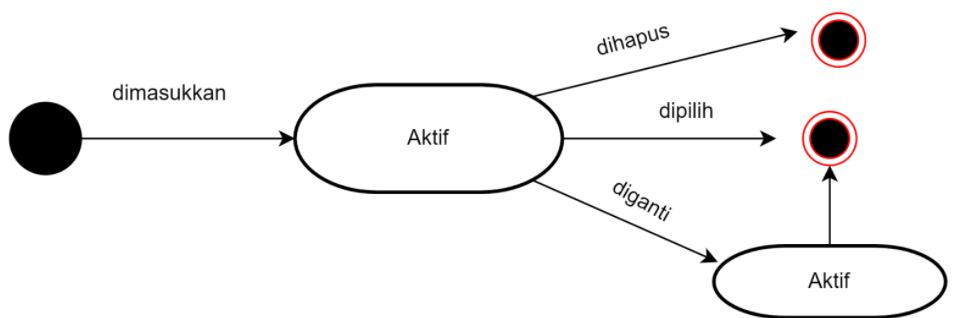 dihapus
dimasukkan
dipilih
Aktif
diganti
Aktif